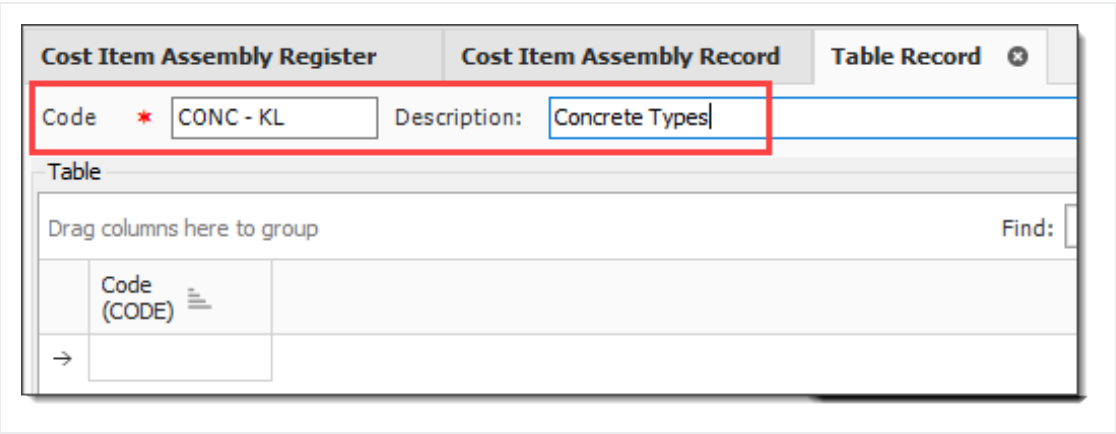 Cost Item Assembly Register Cost Item Assembly Record Table Record
Code * CONC - KL Description: Concrete Types
Table
Drag columns here to group Find:
Code
(CODE)